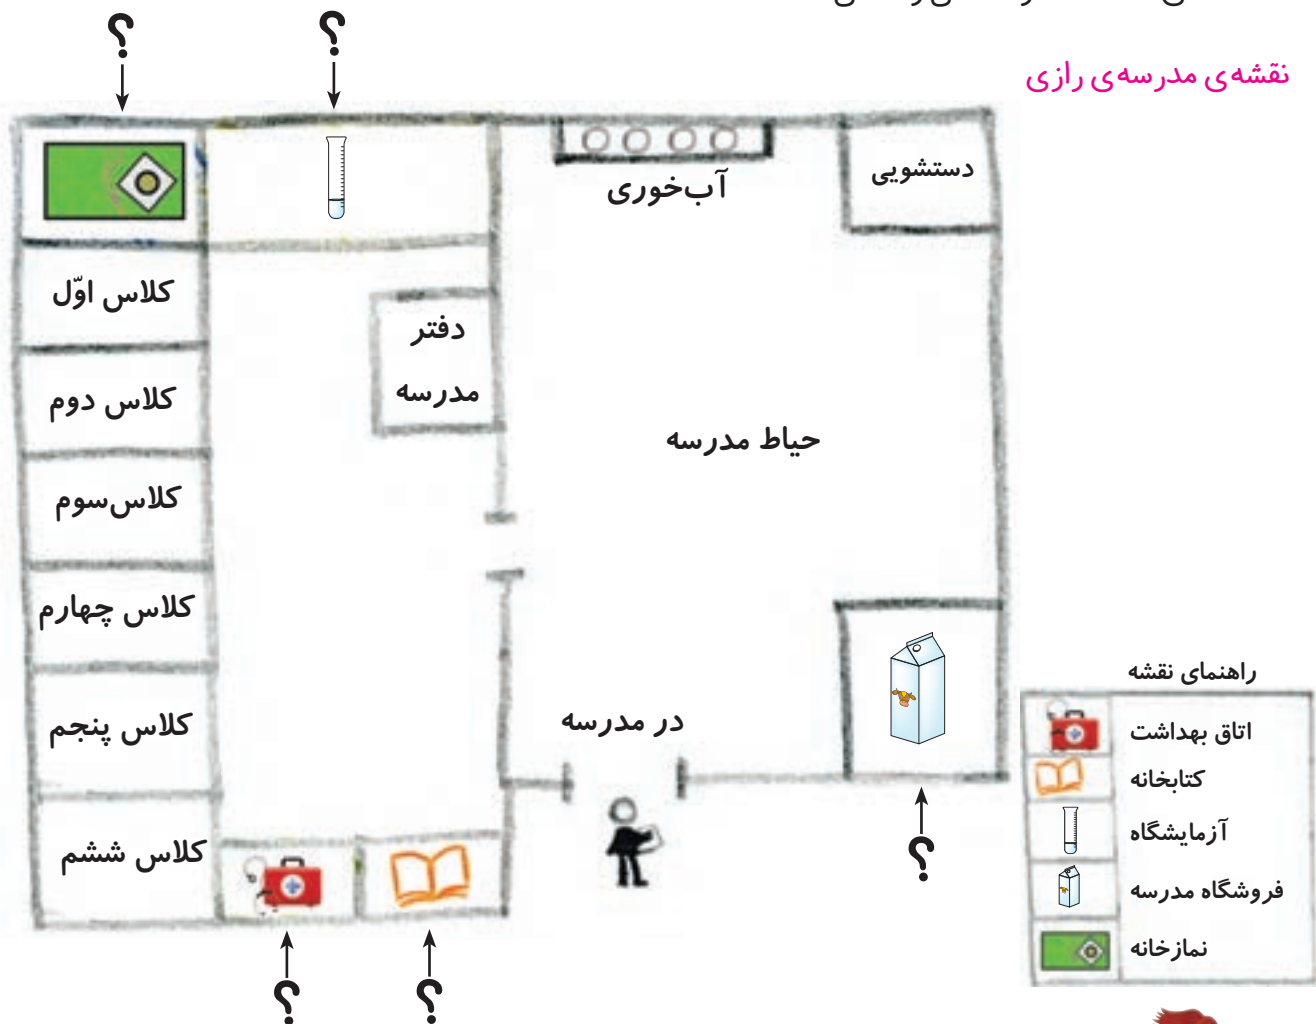 ؟
؟
نقشه‌ی مدرسه‌ی رازی
دستشویی
آب‌خوری
کلاس اوّل
دفتر
مدرسه
کلاس دوم
حیاط مدرسه
کلاس سوم
کلاس چهارم
کلاس پنجم
در مدرسه
کلاس ششم
؟
؟
؟
راهنمای نقشه
اتاق بهداشت
کتابخانه
آزمایشگاه
فروشگاه مدرسه
نمازخانه